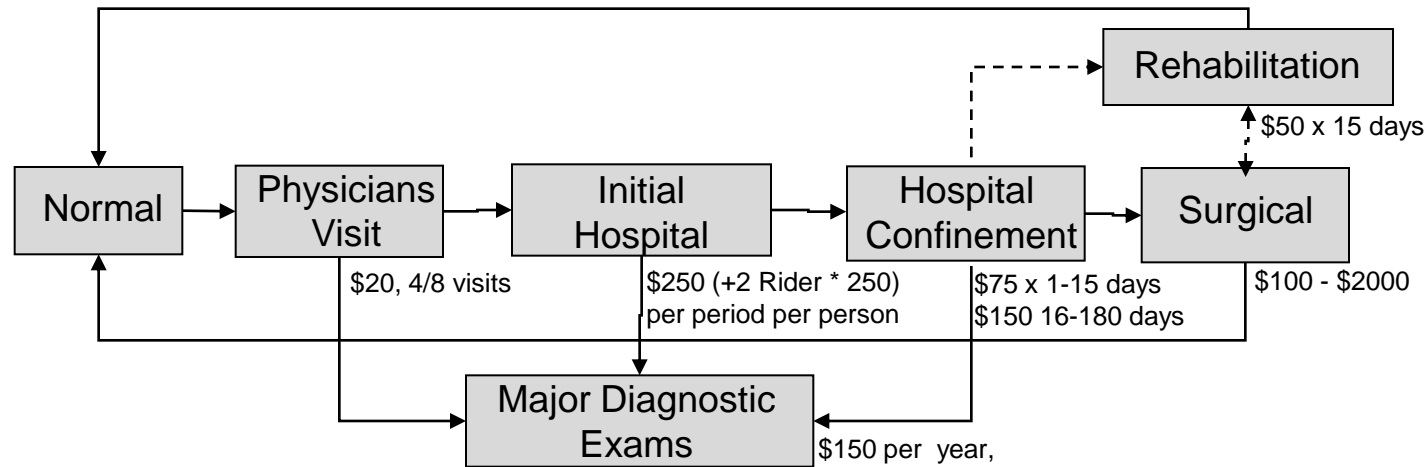 Rehabilitation
$50 x 15 days
Normal
Physicians
Visit
$20, 4/8 visits
Initial
Hospital
$250 (+2 Rider * 250)
per period per person
Hospital
Confinement
$75 x 1-15 days
$150 16-180 days
Surgical
$100 - $2000
Major Diagnostic
Exams
$150 per  year,